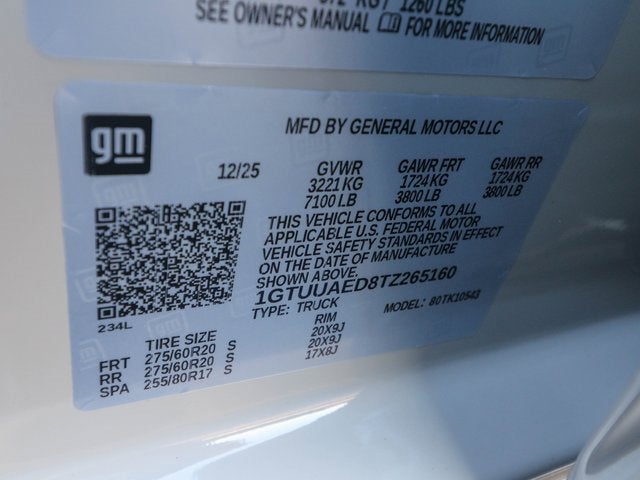 1260 LBS
SEE OWNER'S MANUAL FOR MORE INFORMATION
gm
MFD BY GENERAL MOTORS LLC
12/25 GVWR GAWR FRT GAWR RR
3221 KG 1724 KG 1724 KG
7100 LB 3800 LB 3800 LB
THIS VEHICLE CONFORMS TO ALL
APPLICABLE U.S. FEDERAL MOTOR
VEHICLE SAFETY STANDARDS IN EFFECT
ON THE DATE OF MANUFACTURE
SHOWN ABOVE.
1GTUUAED8TZ265160
TYPE: TRUCK MODEL: 80TK10543
234L
TIRE SIZE RIM
FRT 275/60R20 S 20X9J
RR 275/60R20 S 20X9J
SPA 255/80R17 S 17X8J